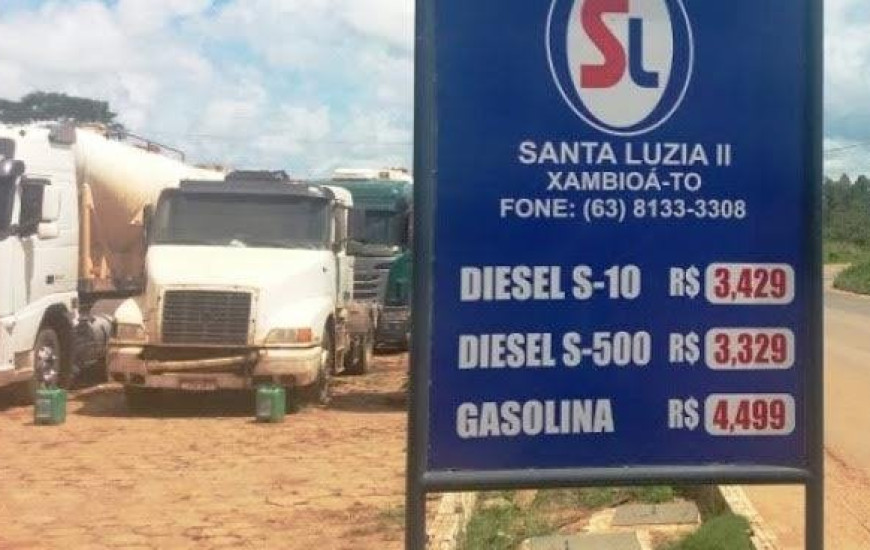 SL
SANTA LUZIA II
XAMBIOÁ-TO
FONE: (63) 8133-3308
DIESEL S-10 R$ 3,429
DIESEL S-500 R$ 3,329
GASOLINA R$ 4,499